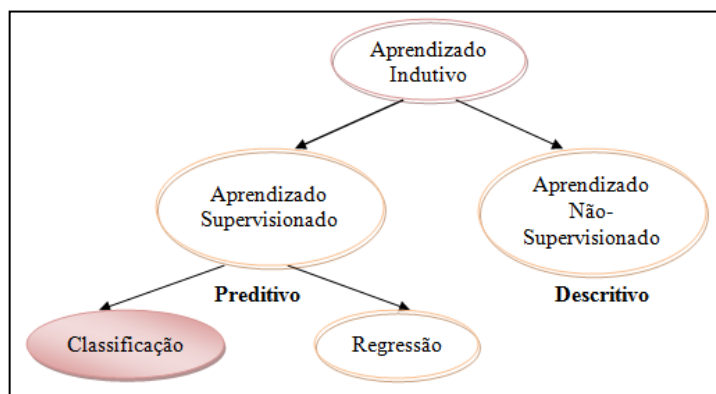 Aprendizado
Indutivo
Aprendizado
Supervisionado
Aprendizado
Não-
Supervisionado
Preditivo
Descritivo
Classificação
Regressão